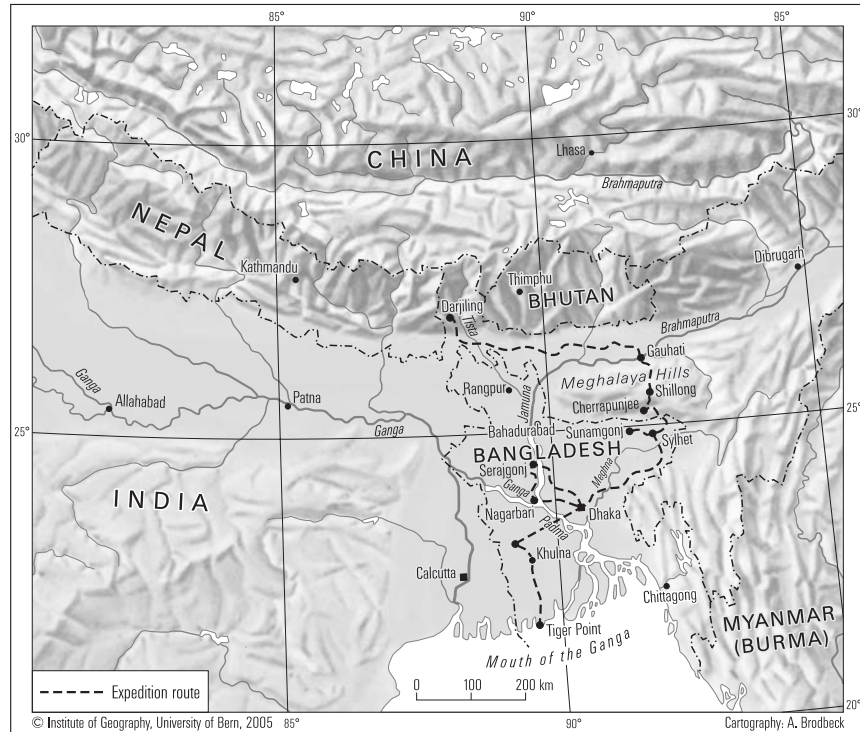 85°
90°
95°
30°
30°
CHINA
Lhasa
Brahmaputra
NEPAL
Kathmandu
Dibrugarh
Thimphu
BHUTAN
Darjiling
Tista
Brahmaputra
Gauhati
Ganga
Allahabad
Patna
Rangpur
Jamuna
Meghalaya Hills
Shillong
Cherrapunjee
25°
25°
Ganga
Bahadurabad
Sunamgonj
Sylhet
BANGLADESH
Serajgonj
Meghna
INDIA
Ganga
Nagarbari
Padma
Dhaka
Khulna
Calcutta
Chittagong
Tiger Point
MYANMAR
(BURMA)
Mouth of the Ganga
Expedition route
0 100 200 km
20°
© Institute of Geography, University of Bern, 2005
85°
90°
Cartography: A. Brodbeck